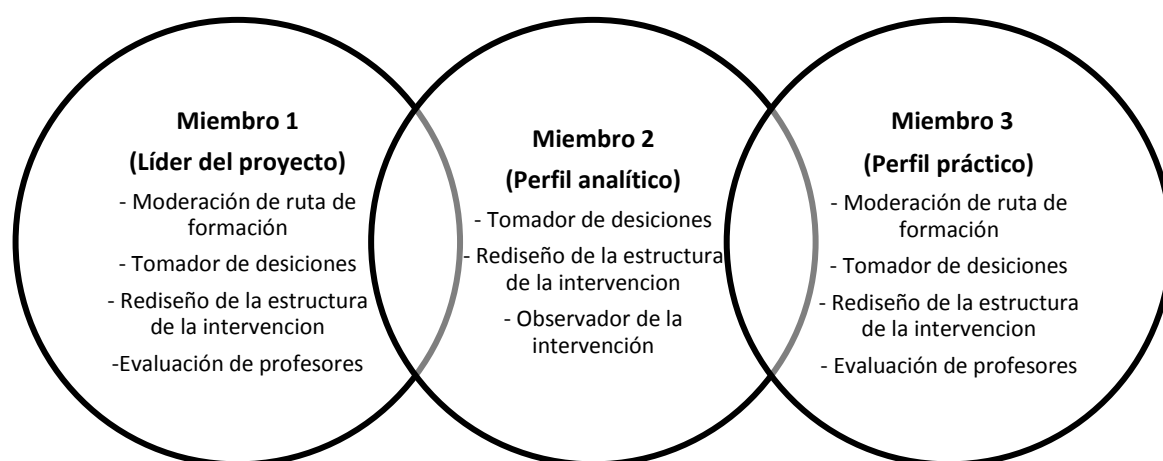 Miembro 1
(Líder del proyecto)
- Moderación de ruta de
formación
- Tomador de desiciones
- Rediseño de la estructura
de la intervencion
-Evaluación de profesores
Miembro 2
(Perfil analítico)
- Tomador de desiciones
- Rediseño de la estructura
de la intervencion
- Observador de la
intervención
Miembro 3
(Perfil práctico)
- Moderación de ruta de
formación
- Tomador de desiciones
- Rediseño de la estructura
de la intervencion
- Evaluación de profesores